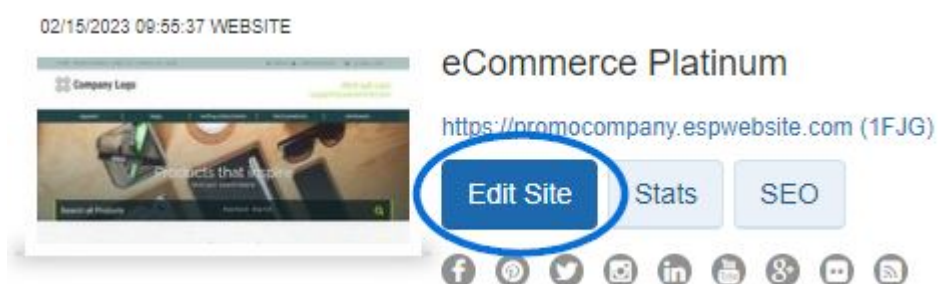 02/15/2023 09:55:37 WEBSITE
eCommerce Platinum
https://promocompany.espwebsite.com (1FJG)
Company Logo
Products that inspire
Search all Products
Edit Site
Stats
SEO